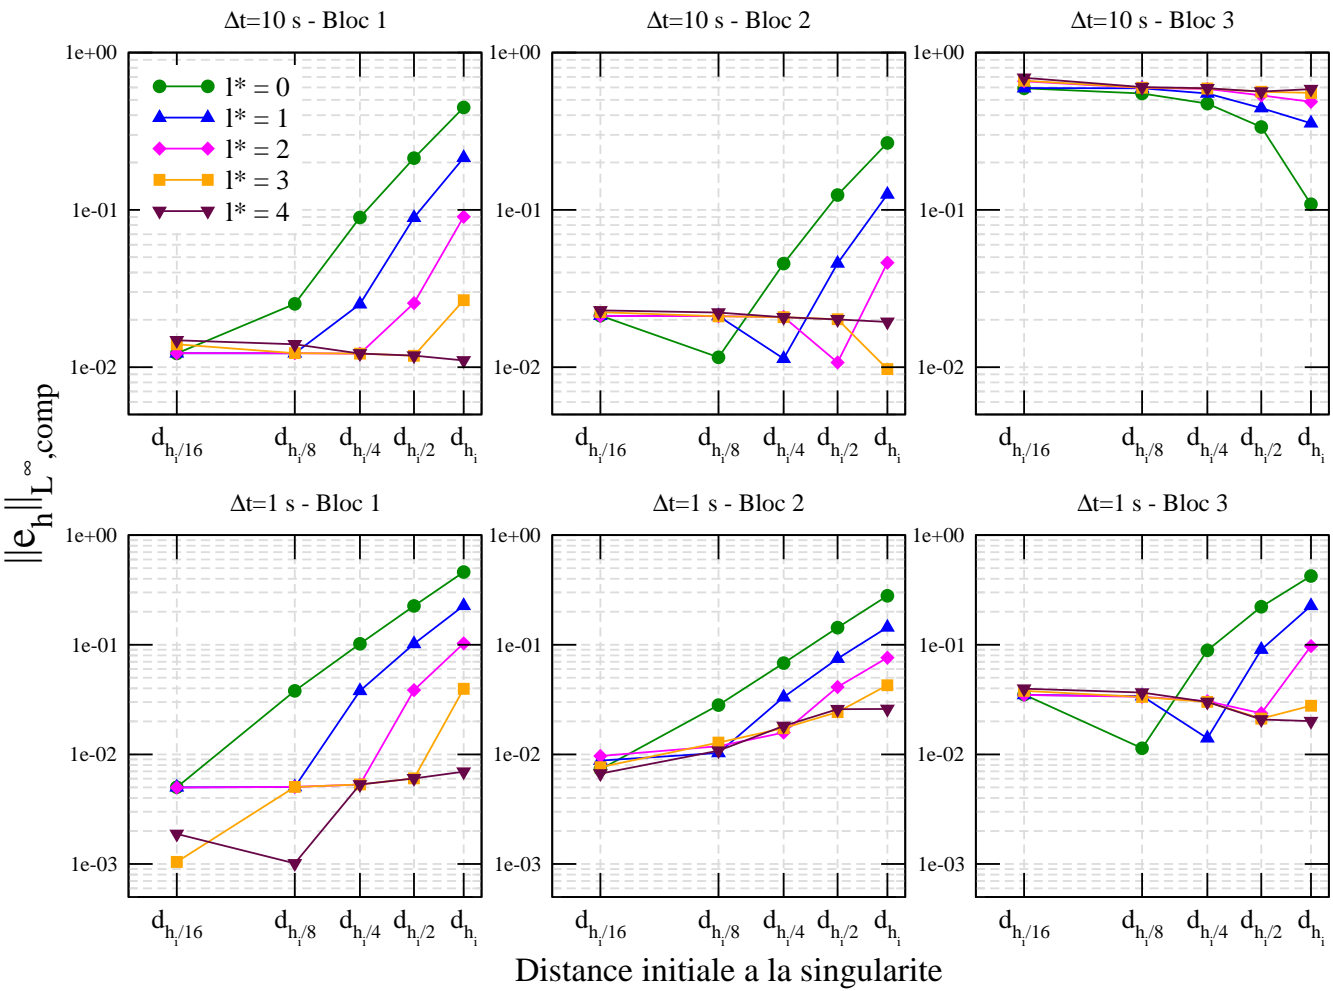 Δt=10 s - Bloc 1
Δt=10 s - Bloc 2
Δt=10 s - Bloc 3
1e+00
1e-01
1e-02
l* = 0
l* = 1
l* = 2
l* = 3
l* = 4
1e+00
1e-01
1e-02
1e+00
1e-01
1e-02
d_{h_i/16} d_{h_i/8} d_{h_i/4} d_{h_i/2} d_{h_i}
d_{h_i/16} d_{h_i/8} d_{h_i/4} d_{h_i/2} d_{h_i}
d_{h_i/16} d_{h_i/8} d_{h_i/4} d_{h_i/2} d_{h_i}
||e_h||_{L^∞,comp}
Δt=1 s - Bloc 1
Δt=1 s - Bloc 2
Δt=1 s - Bloc 3
1e+00
1e-01
1e-02
1e-03
1e+00
1e-01
1e-02
1e-03
1e+00
1e-01
1e-02
1e-03
d_{h_i/16} d_{h_i/8} d_{h_i/4} d_{h_i/2} d_{h_i}
d_{h_i/16} d_{h_i/8} d_{h_i/4} d_{h_i/2} d_{h_i}
d_{h_i/16} d_{h_i/8} d_{h_i/4} d_{h_i/2} d_{h_i}
Distance initiale a la singularite